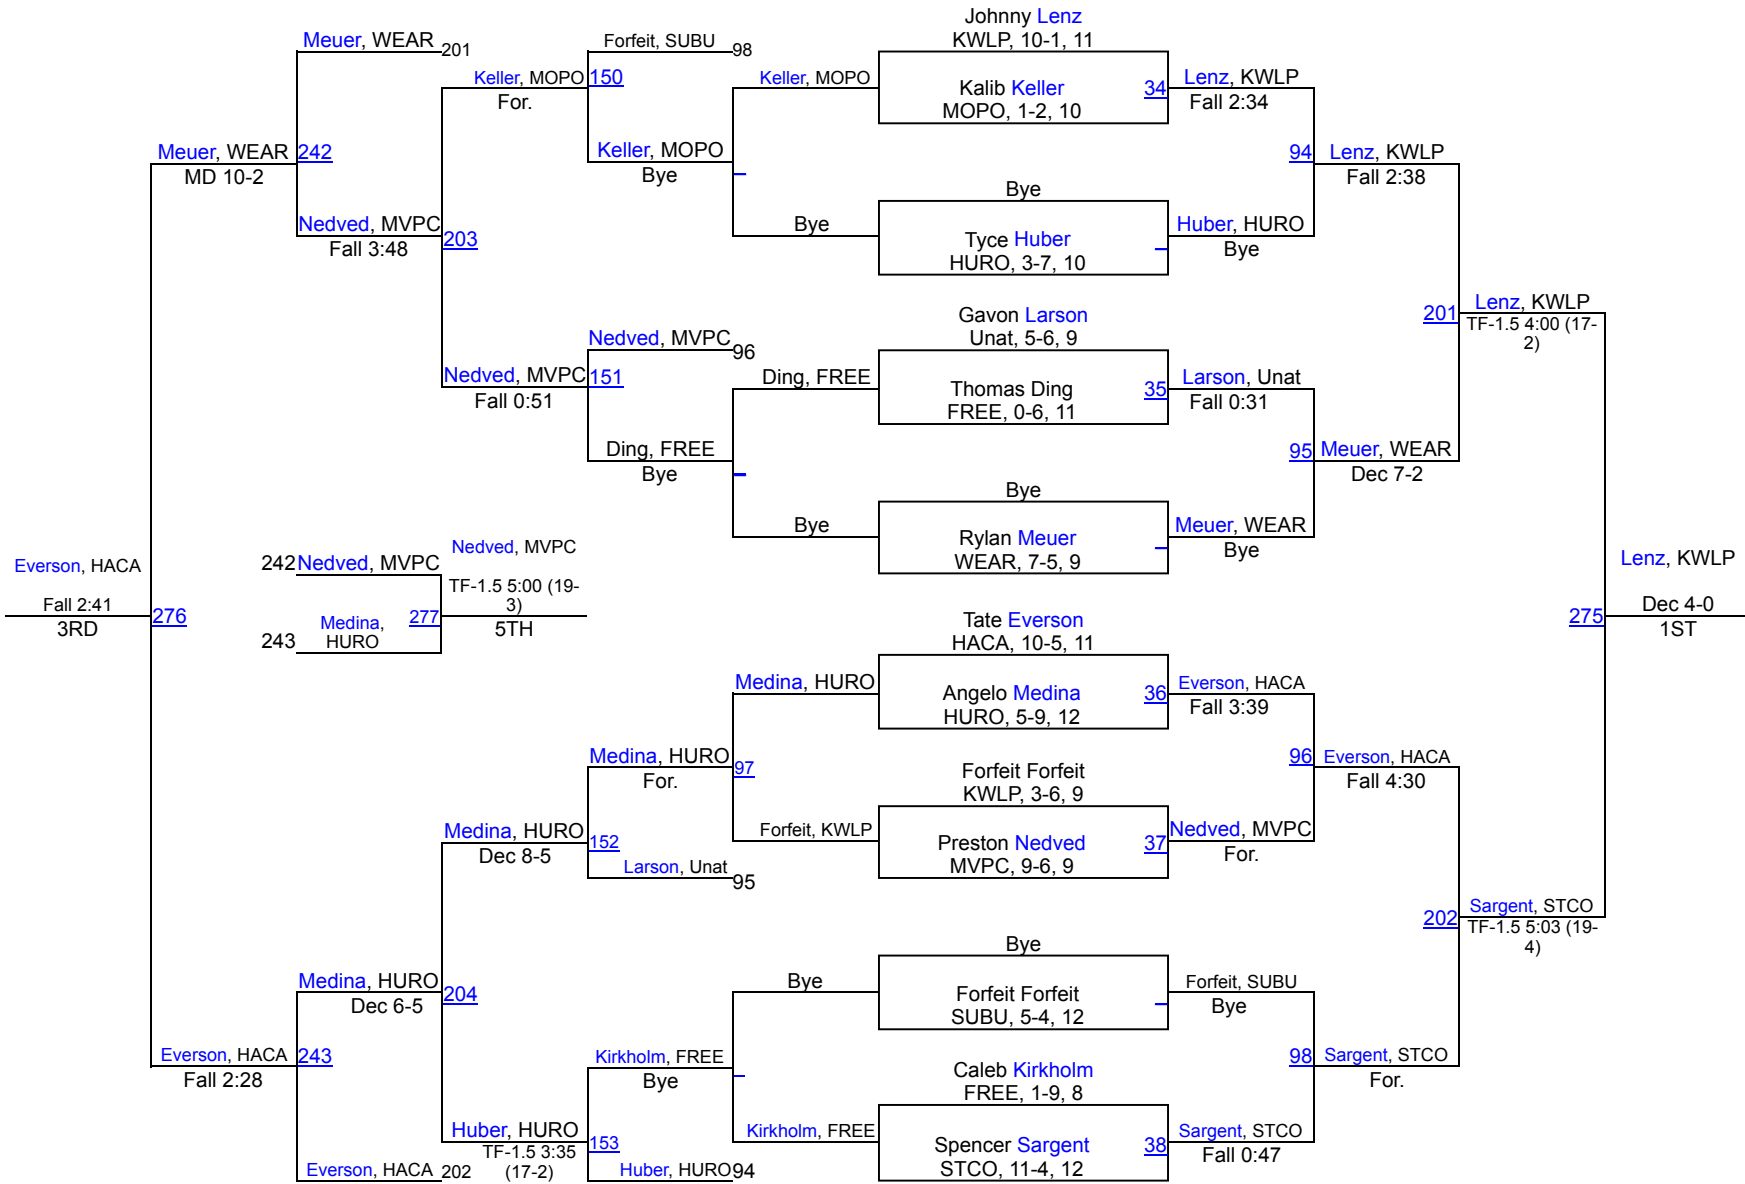 Johnny Lenz
KWLP, 10-1, 11
Meuer, WEAR
201
Forfeit, SUBU
98
Keller, MOPO
150
For.
Keller, MOPO
Kalib Keller
MOPO, 1-2, 10
34
Lenz, KWLP
Fall 2:34
Meuer, WEAR
242
MD 10-2
Keller, MOPO
Bye
94
Lenz, KWLP
Fall 2:38
Bye
Nedved, MVPC
203
Fall 3:48
Bye
Tyce Huber
HURO, 3-7, 10
Huber, HURO
Bye
Gavon Larson
Unat, 5-6, 9
201
Lenz, KWLP
TF-1.5 4:00 (17-
2)
Nedved, MVPC
96
Nedved, MVPC
151
Fall 0:51
Ding, FREE
Thomas Ding
FREE, 0-6, 11
35
Larson, Unat
Fall 0:31
Ding, FREE
Bye
95
Meuer, WEAR
Dec 7-2
Bye
Bye
Rylan Meuer
WEAR, 7-5, 9
Meuer, WEAR
Bye
Everson, HACA
Fall 2:41
3RD
276
242
Nedved, MVPC
243
Medina,
HURO
277
Nedved, MVPC
TF-1.5 5:00 (19-
3)
5TH
Lenz, KWLP
275
Dec 4-0
1ST
Tate Everson
HACA, 10-5, 11
Medina, HURO
Angelo Medina
HURO, 5-9, 12
36
Everson, HACA
Fall 3:39
Medina, HURO
97
For.
Forfeit Forfeit
KWLP, 3-6, 9
96
Everson, HACA
Fall 4:30
Medina, HURO
152
Dec 8-5
Forfeit, KWLP
Preston Nedved
MVPC, 9-6, 9
37
Nedved, MVPC
For.
Larson, Unat
95
202
Sargent, STCO
TF-1.5 5:03 (19-
4)
Bye
Medina, HURO
204
Dec 6-5
Bye
Forfeit Forfeit
SUBU, 5-4, 12
Forfeit, SUBU
Bye
Everson, HACA
243
Fall 2:28
Kirkholm, FREE
Bye
Caleb Kirkholm
FREE, 1-9, 8
98
Sargent, STCO
For.
Huber, HURO
153
TF-1.5 3:35
(17-2)
Kirkholm, FREE
Spencer Sargent
STCO, 11-4, 12
38
Sargent, STCO
Fall 0:47
Everson, HACA
202
Huber, HURO
94